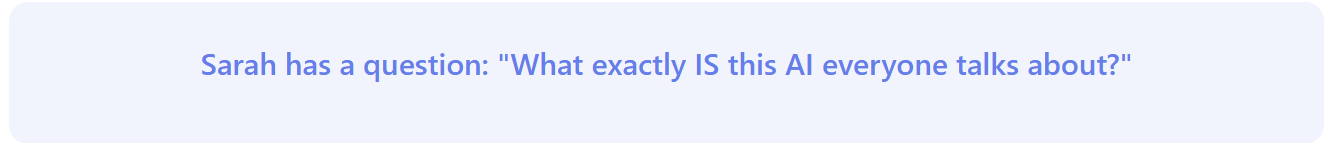 Sarah has a question: "What exactly IS this AI everyone talks about?"